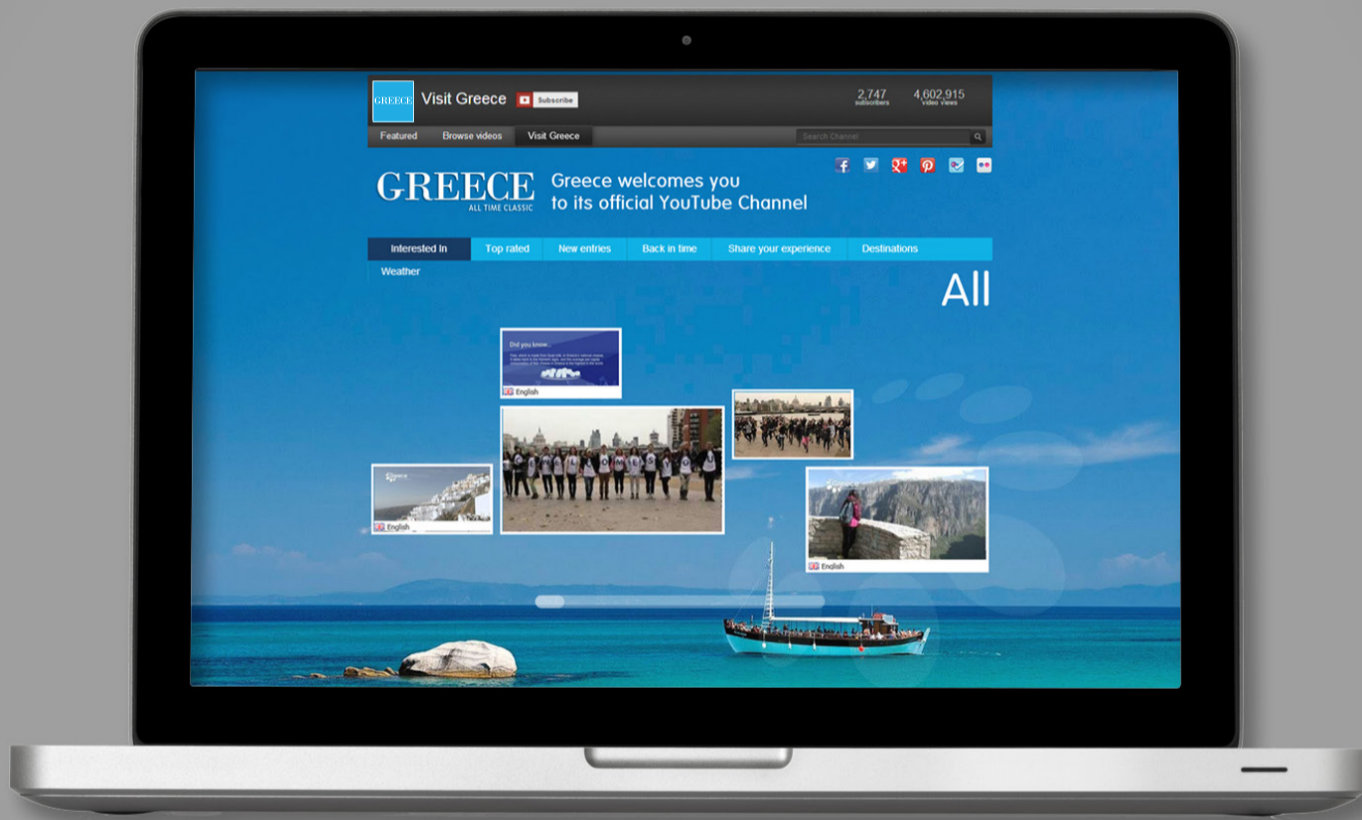 GREECE
Visit Greece
Subscribe
2,747
subscribers
4,602,915
video views
Featured
Browse videos
Visit Greece
Search Channel
GREECE
ALL TIME CLASSIC
Greece welcomes you
to its official YouTube Channel
Interested In
Top rated
New entries
Back in time
Share your experience
Destinations
Weather
All
Did you know...
English
English
English